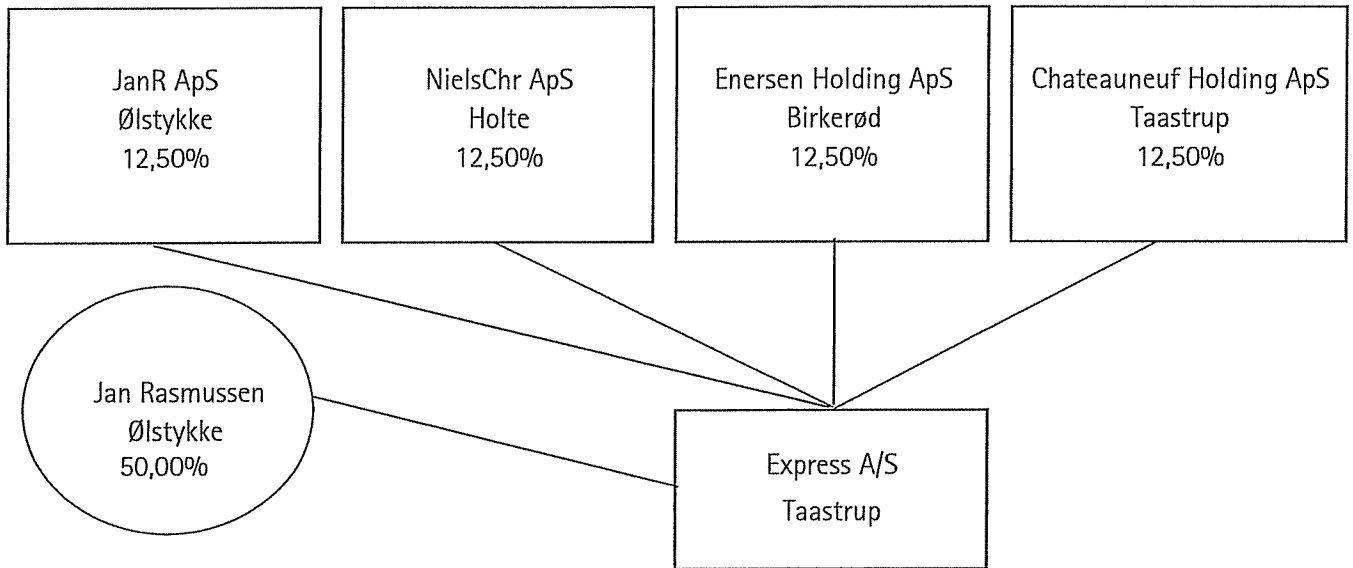 JanR ApS
Ølstykke
12,50%
NielsChr ApS
Holte
12,50%
Enersen Holding ApS
Birkerød
12,50%
Chateauneuf Holding ApS
Taastrup
12,50%
Jan Rasmussen
Ølstykke
50,00%
Express A/S
Taastrup